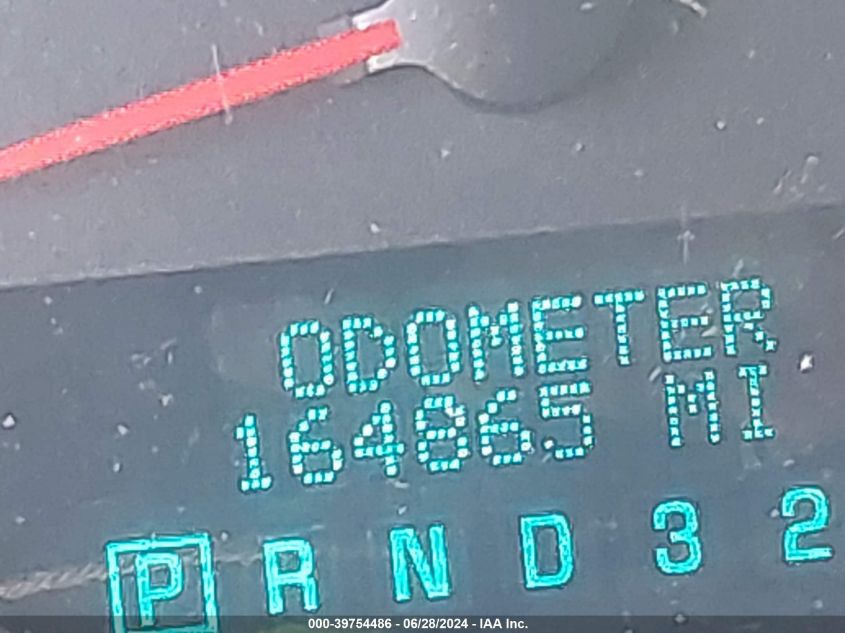 ODOMETER
164865 MI
P R N D 3 2
000-39754486 - 06/28/2024 - IAA Inc.